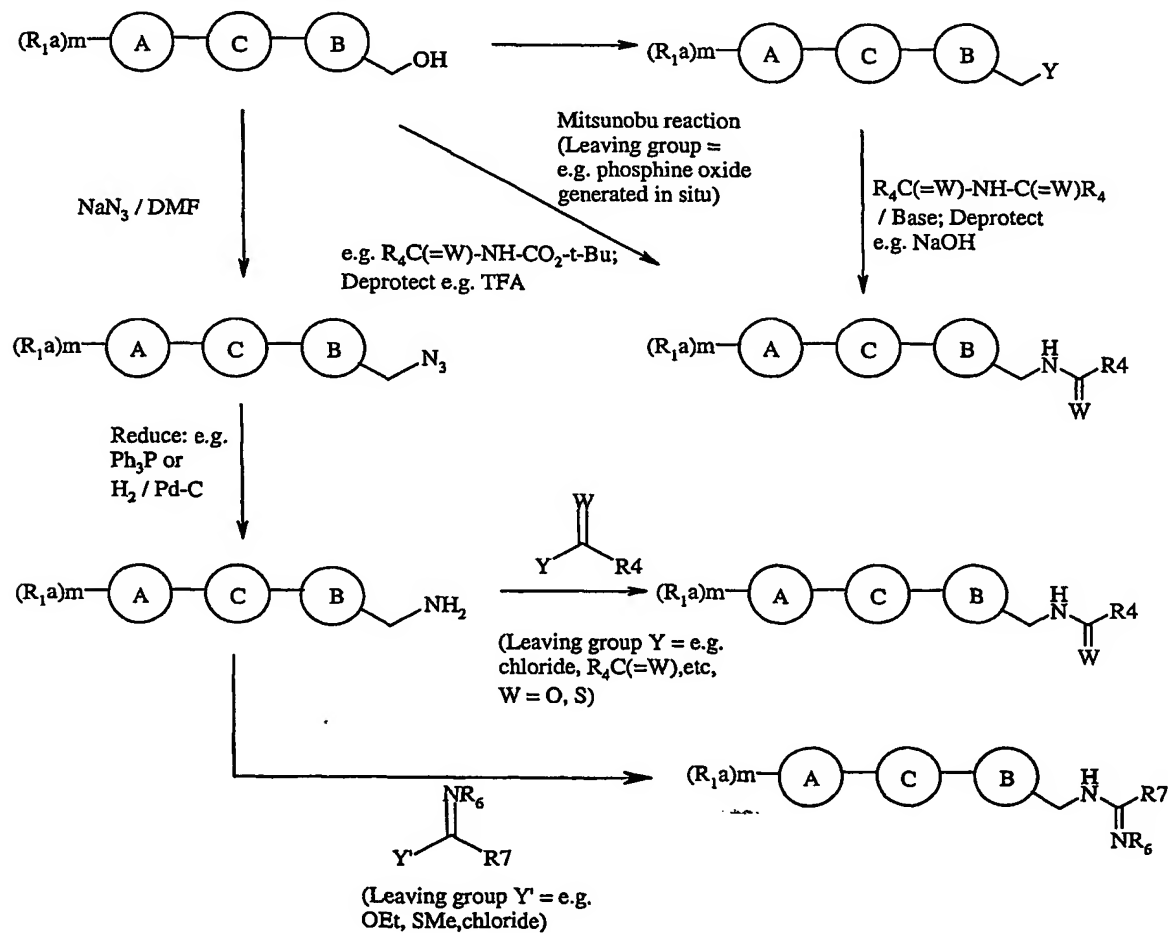 (R₁a)m A C B OH
(R₁a)m A C B Y
Mitsunobu reaction
(Leaving group =
e.g. phosphine oxide
generated in situ)
NaN₃ / DMF
R₄C(=W)-NH-C(=W)R₄
/ Base; Deprotect
e.g. NaOH
e.g. R₄C(=W)-NH-CO₂-t-Bu;
Deprotect e.g. TFA
(R₁a)m A C B N₃
(R₁a)m A C B H N R4 W
Reduce: e.g.
Ph₃P or
H₂ / Pd-C
W
Y R4
(R₁a)m A C B NH₂
(R₁a)m A C B H N R4 W
(Leaving group Y = e.g.
chloride, R₄C(=W),etc,
W = O, S)
(R₁a)m A C B H N R7 NR₆
NR₆
Y' R7
(Leaving group Y' = e.g.
OEt, SMe,chloride)